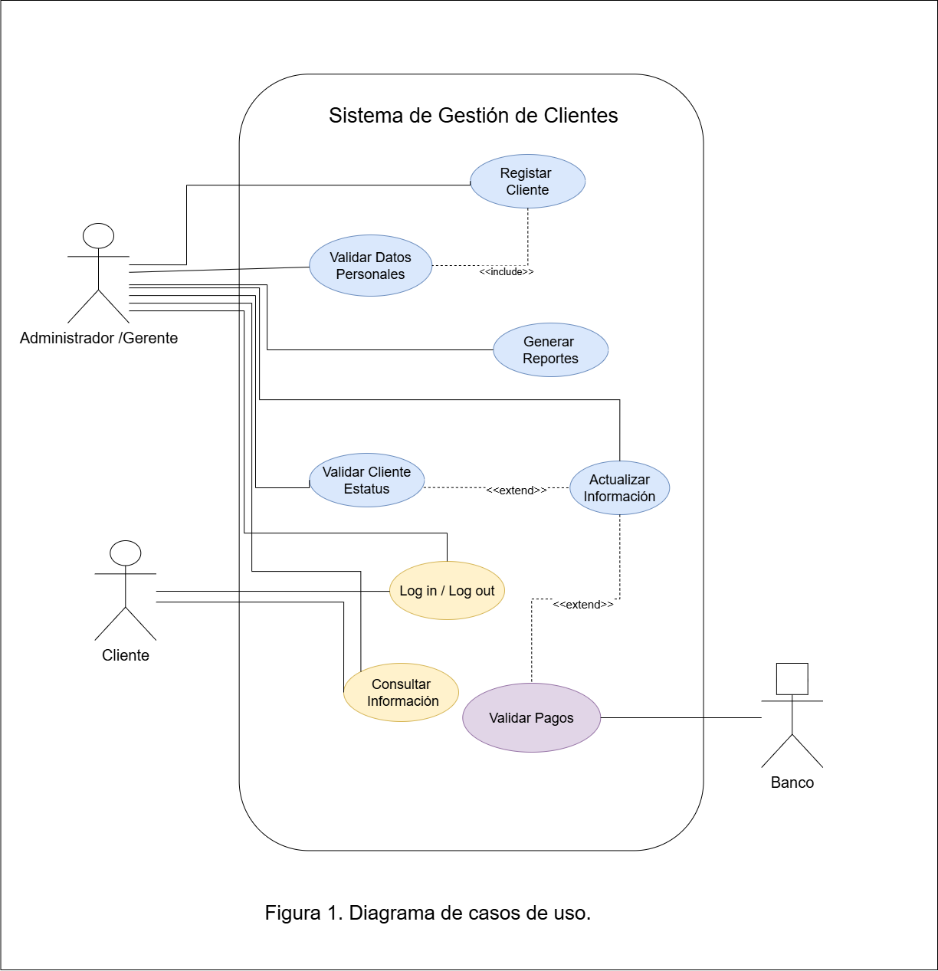 Sistema de Gestión de Clientes
Registar
Cliente
Validar Datos
Personales
<<include>>
Administrador /Gerente
Generar
Reportes
Validar Cliente
Estatus
<<extend>>
Actualizar
Información
Log in / Log out
<<extend>>
Cliente
Consultar
Información
Validar Pagos
Banco
Figura 1. Diagrama de casos de uso.